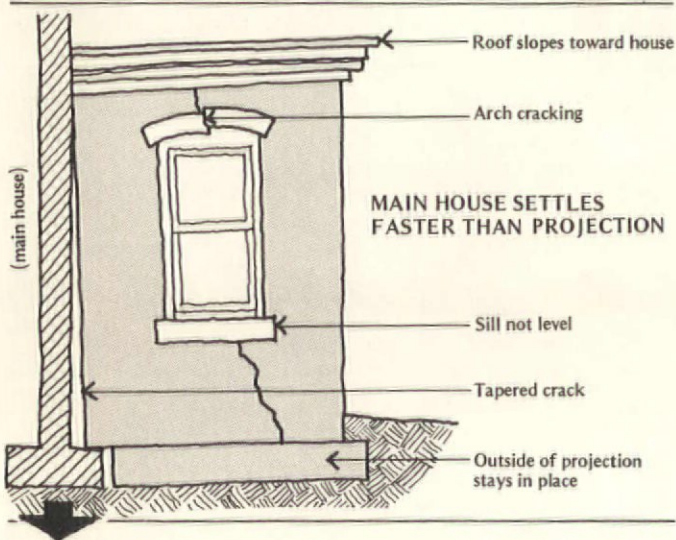 Roof slopes toward house
Arch cracking
(main house)
MAIN HOUSE SETTLES
FASTER THAN PROJECTION
Sill not level
Tapered crack
Outside of projection
stays in place